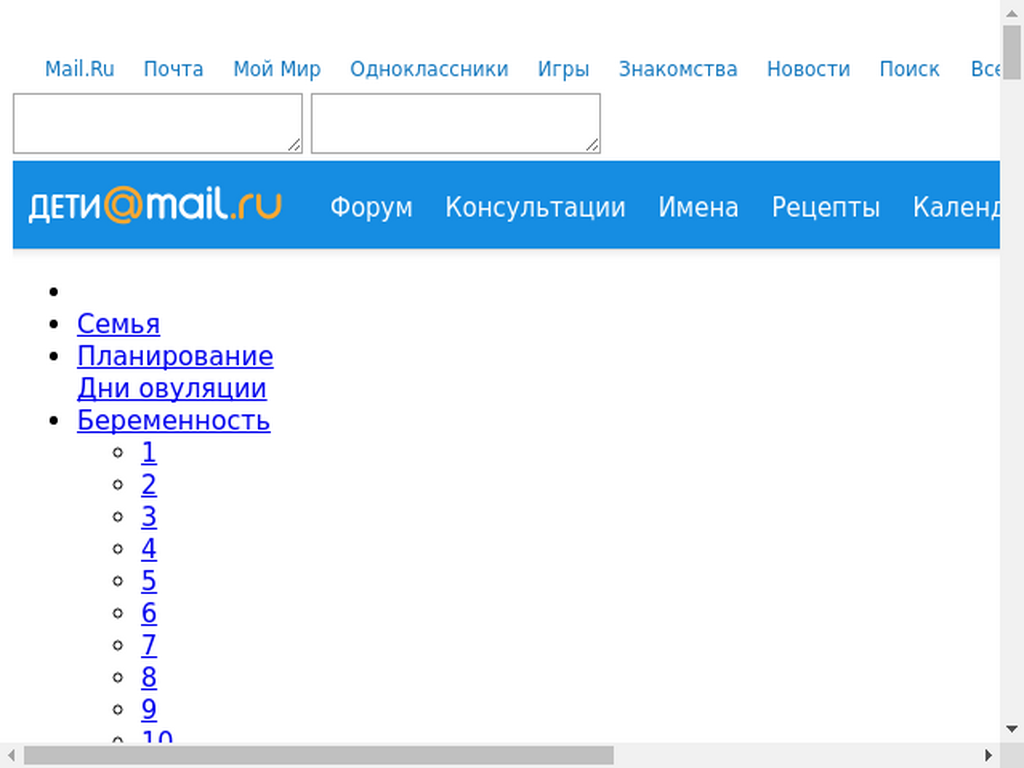 Mail.Ru Почта Мой Мир Одноклассники Игры Знакомства Новости Поиск Все
ДЕТИ@mail.ru Форум Консультации Имена Рецепты Календ
Семья
Планирование
Дни овуляции
Беременность
1
2
3
4
5
6
7
8
9
10